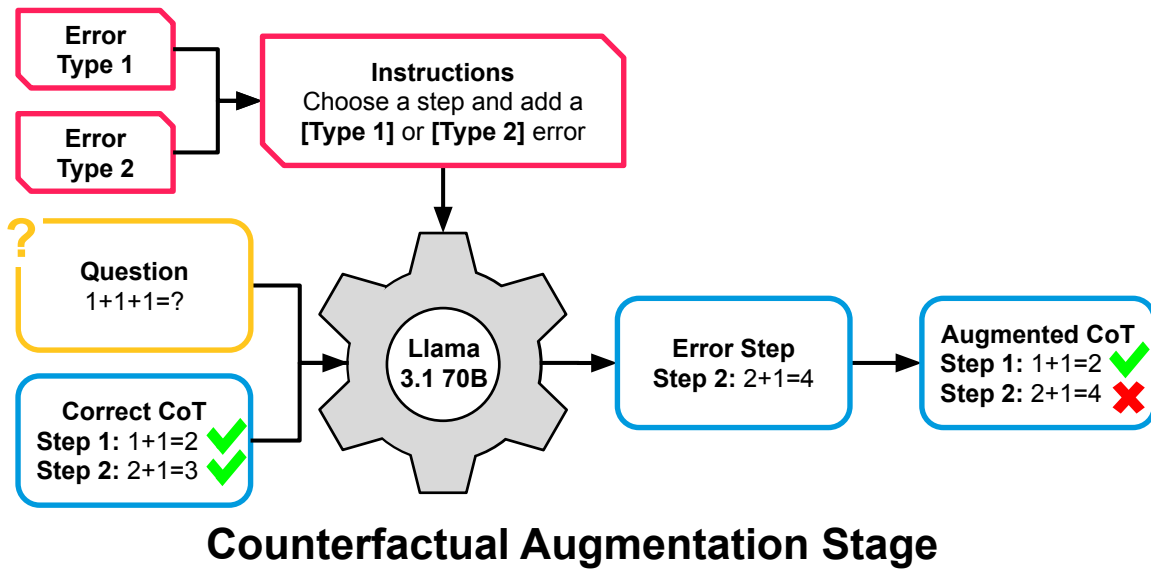 Error
Type 1
Error
Type 2
Instructions
Choose a step and add a
[Type 1] or [Type 2] error
?
Question
1+1+1=?
Correct CoT
Step 1: 1+1=2
Step 2: 2+1=3
Llama
3.1 70B
Error Step
Step 2: 2+1=4
Augmented CoT
Step 1: 1+1=2
Step 2: 2+1=4
Counterfactual Augmentation Stage